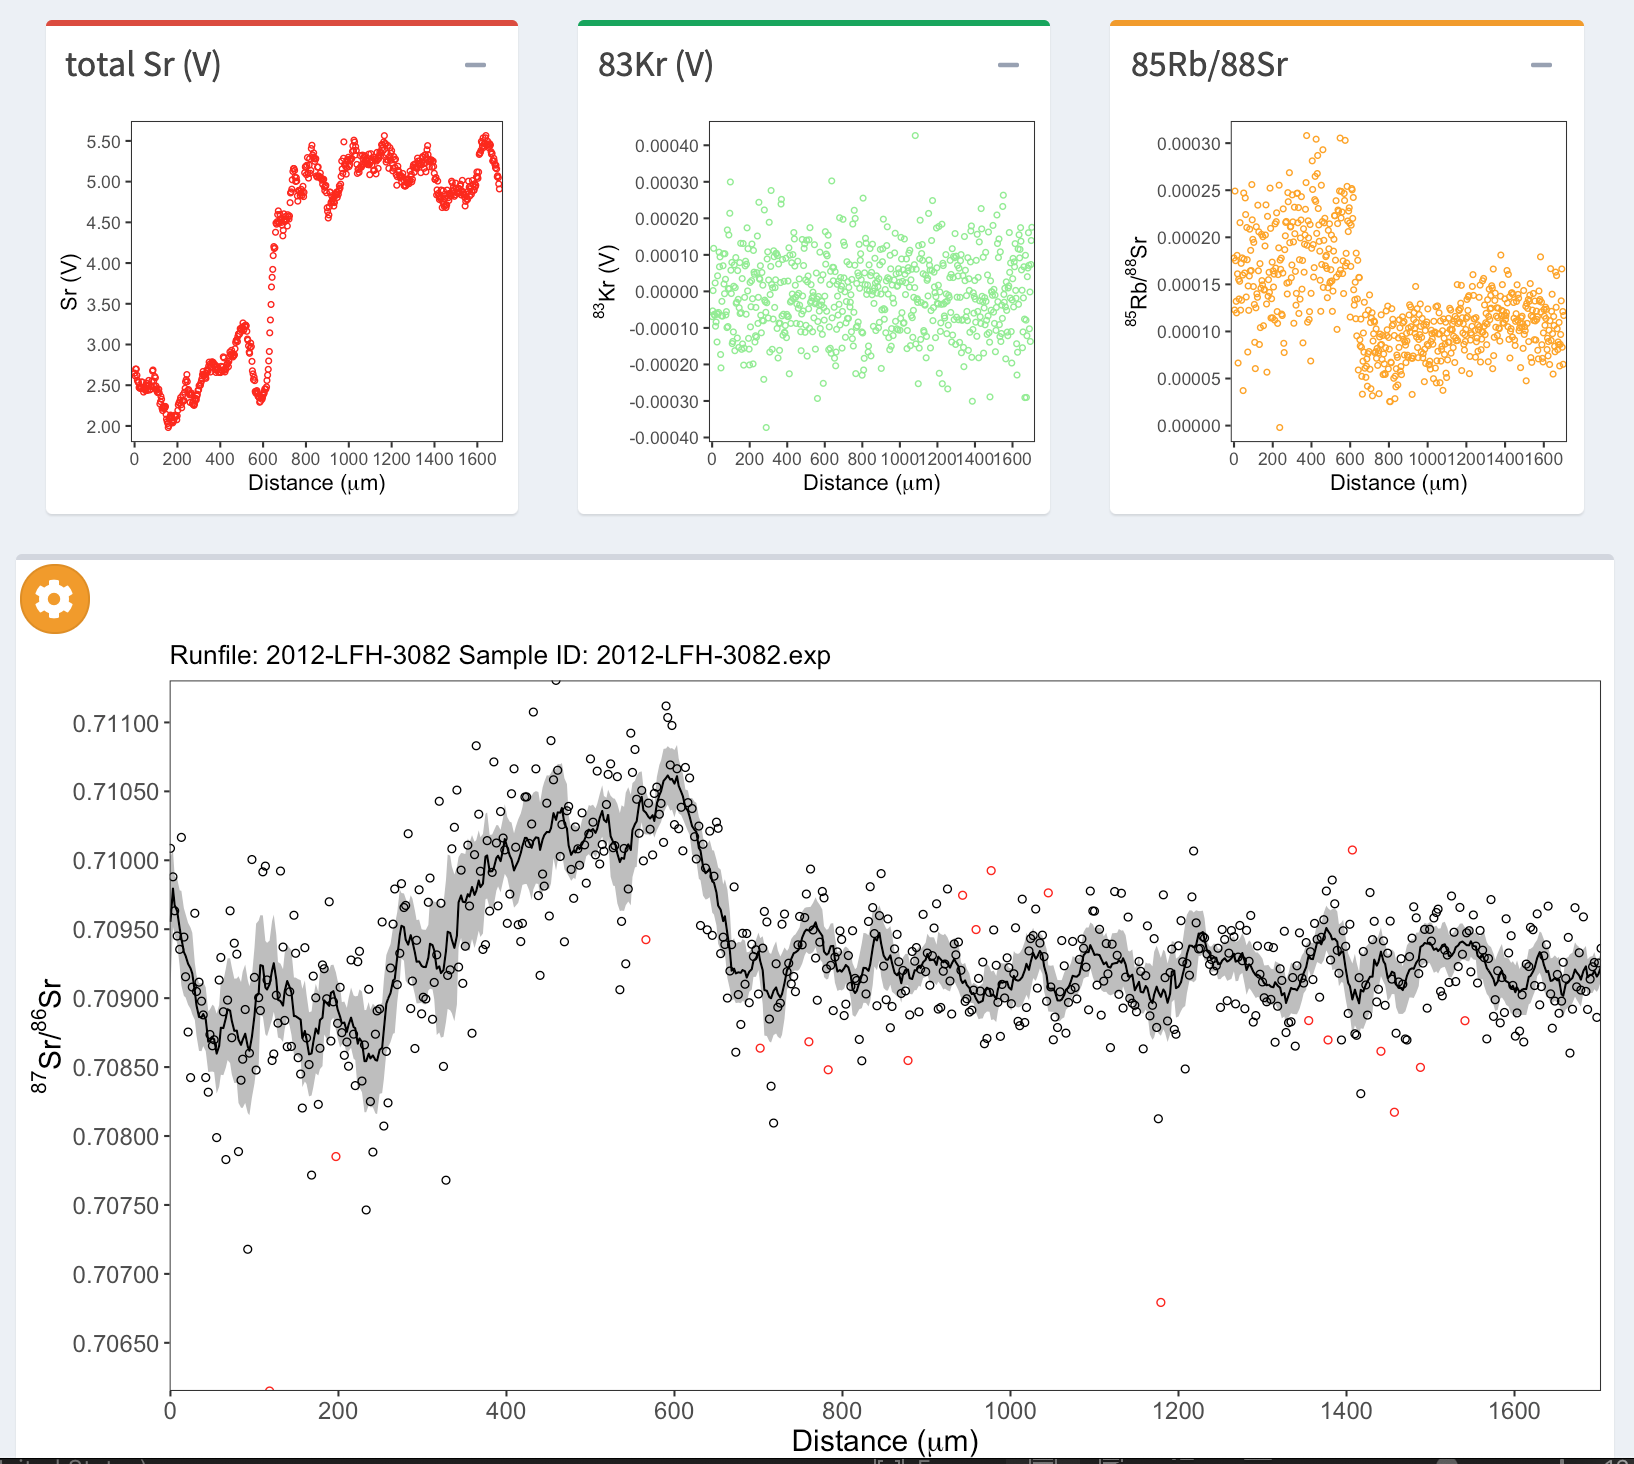 total Sr (V)
83Kr (V)
85Rb/88Sr
5.50
5.00
4.50
4.00
3.50
3.00
2.50
2.00
Sr (V)
0 200 400 600 800 1000 1200 1400 1600
Distance (μm)
0.00040
0.00030
0.00020
0.00010
0.00000
-0.00010
-0.00020
-0.00030
-0.00040
83Kr (V)
0 200 400 600 800 1000 1200 1400 1600
Distance (μm)
0.00030
0.00025
0.00020
0.00015
0.00010
0.00005
0.00000
85Rb/88Sr
0 200 400 600 800 1000 1200 1400 1600
Distance (μm)
Runfile: 2012-LFH-3082 Sample ID: 2012-LFH-3082.exp
0.71100
0.71050
0.71000
0.70950
0.70900
0.70850
0.70800
0.70750
0.70700
0.70650
87Sr/86Sr
0 200 400 600 800 1000 1200 1400 1600
Distance (μm)